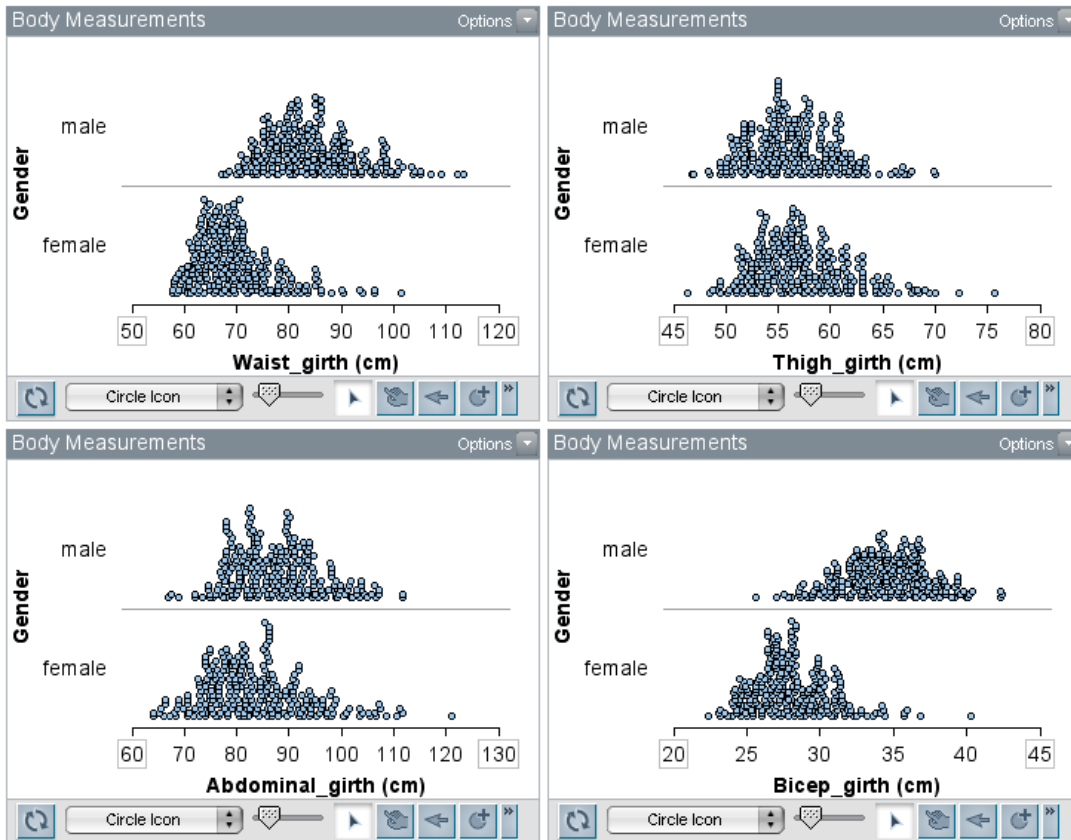 Body Measurements Options
male
Gender
female
50 60 70 80 90 100 110 120
Waist_girth (cm)
Circle Icon »
Body Measurements Options
male
Gender
female
45 50 55 60 65 70 75 80
Thigh_girth (cm)
Circle Icon »
Body Measurements Options
male
Gender
female
60 70 80 90 100 110 120 130
Abdominal_girth (cm)
Circle Icon »
Body Measurements Options
male
Gender
female
20 25 30 35 40 45
Bicep_girth (cm)
Circle Icon »